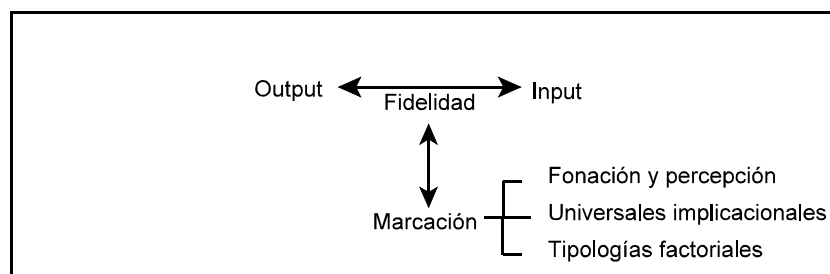 Output Input
Fidelidad
Fonación y percepción
Marcación Universales implicacionales
Tipologías factoriales